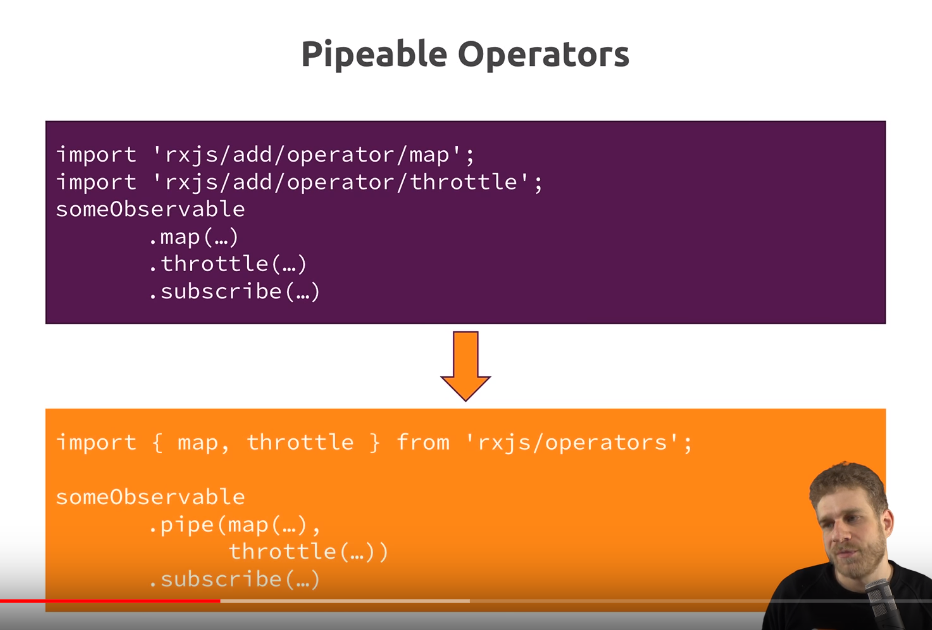 Pipeable Operators
import 'rxjs/add/operator/map';
import 'rxjs/add/operator/throttle';
someObservable
.map(…)
.throttle(…)
.subscribe(…)
import { map, throttle } from 'rxjs/operators';
someObservable
.pipe(map(…),
throttle(…))
.subscribe(…)